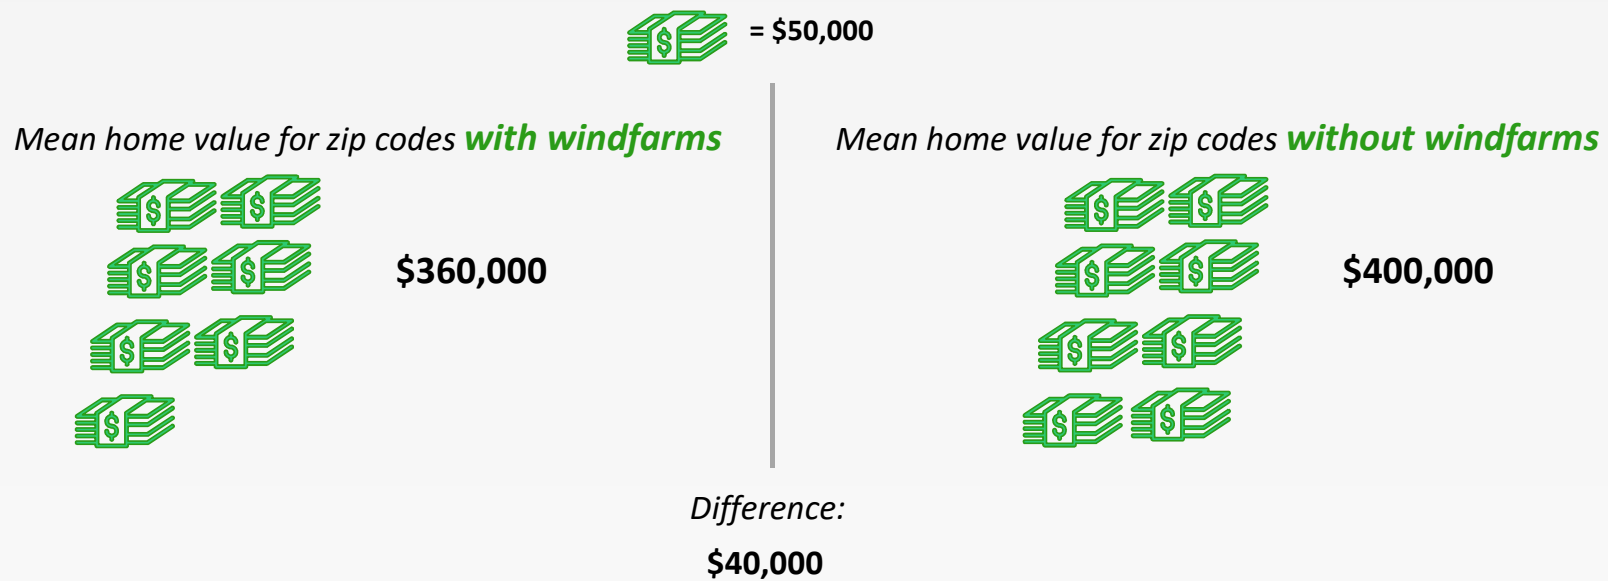 = $50,000
Mean home value for zip codes with windfarms
$360,000
Mean home value for zip codes without windfarms
$400,000
Difference:
$40,000